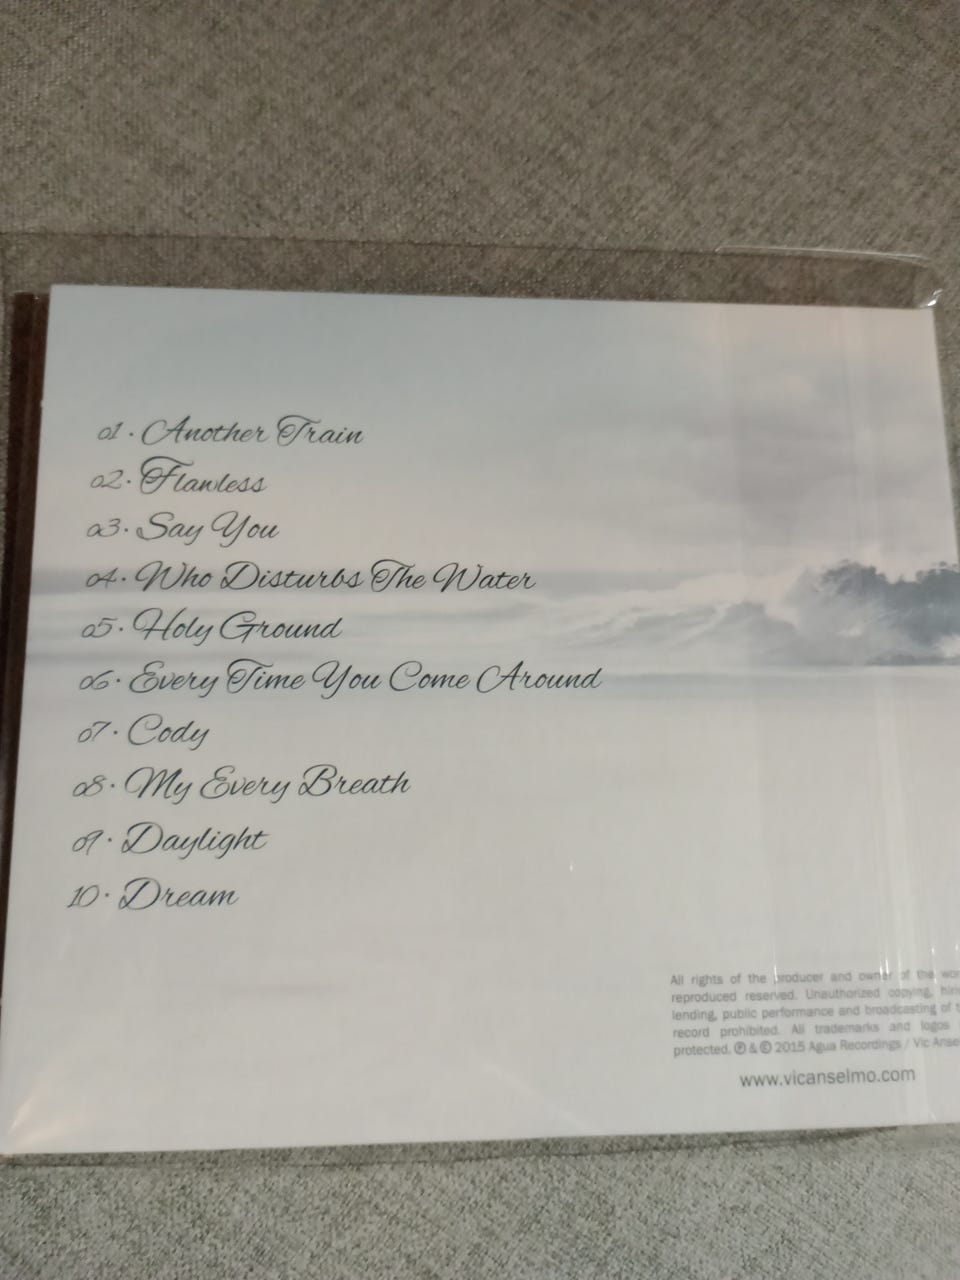 01 · Another Train
02 · Flawless
03 · Say You
04 · Who Disturbs The Water
05 · Holy Ground
06 · Every Time You Come Around
07 · Cody
08 · My Every Breath
09 · Daylight
10 · Dream
All rights of the producer and owner of the
reproduced reserved. Unauthorized copying,
lending, public performance and broadcasting of
record prohibited. All trademarks and logos
protected. ℗ & © 2015 Agua Recordings / Vic
www.vicanselmo.com